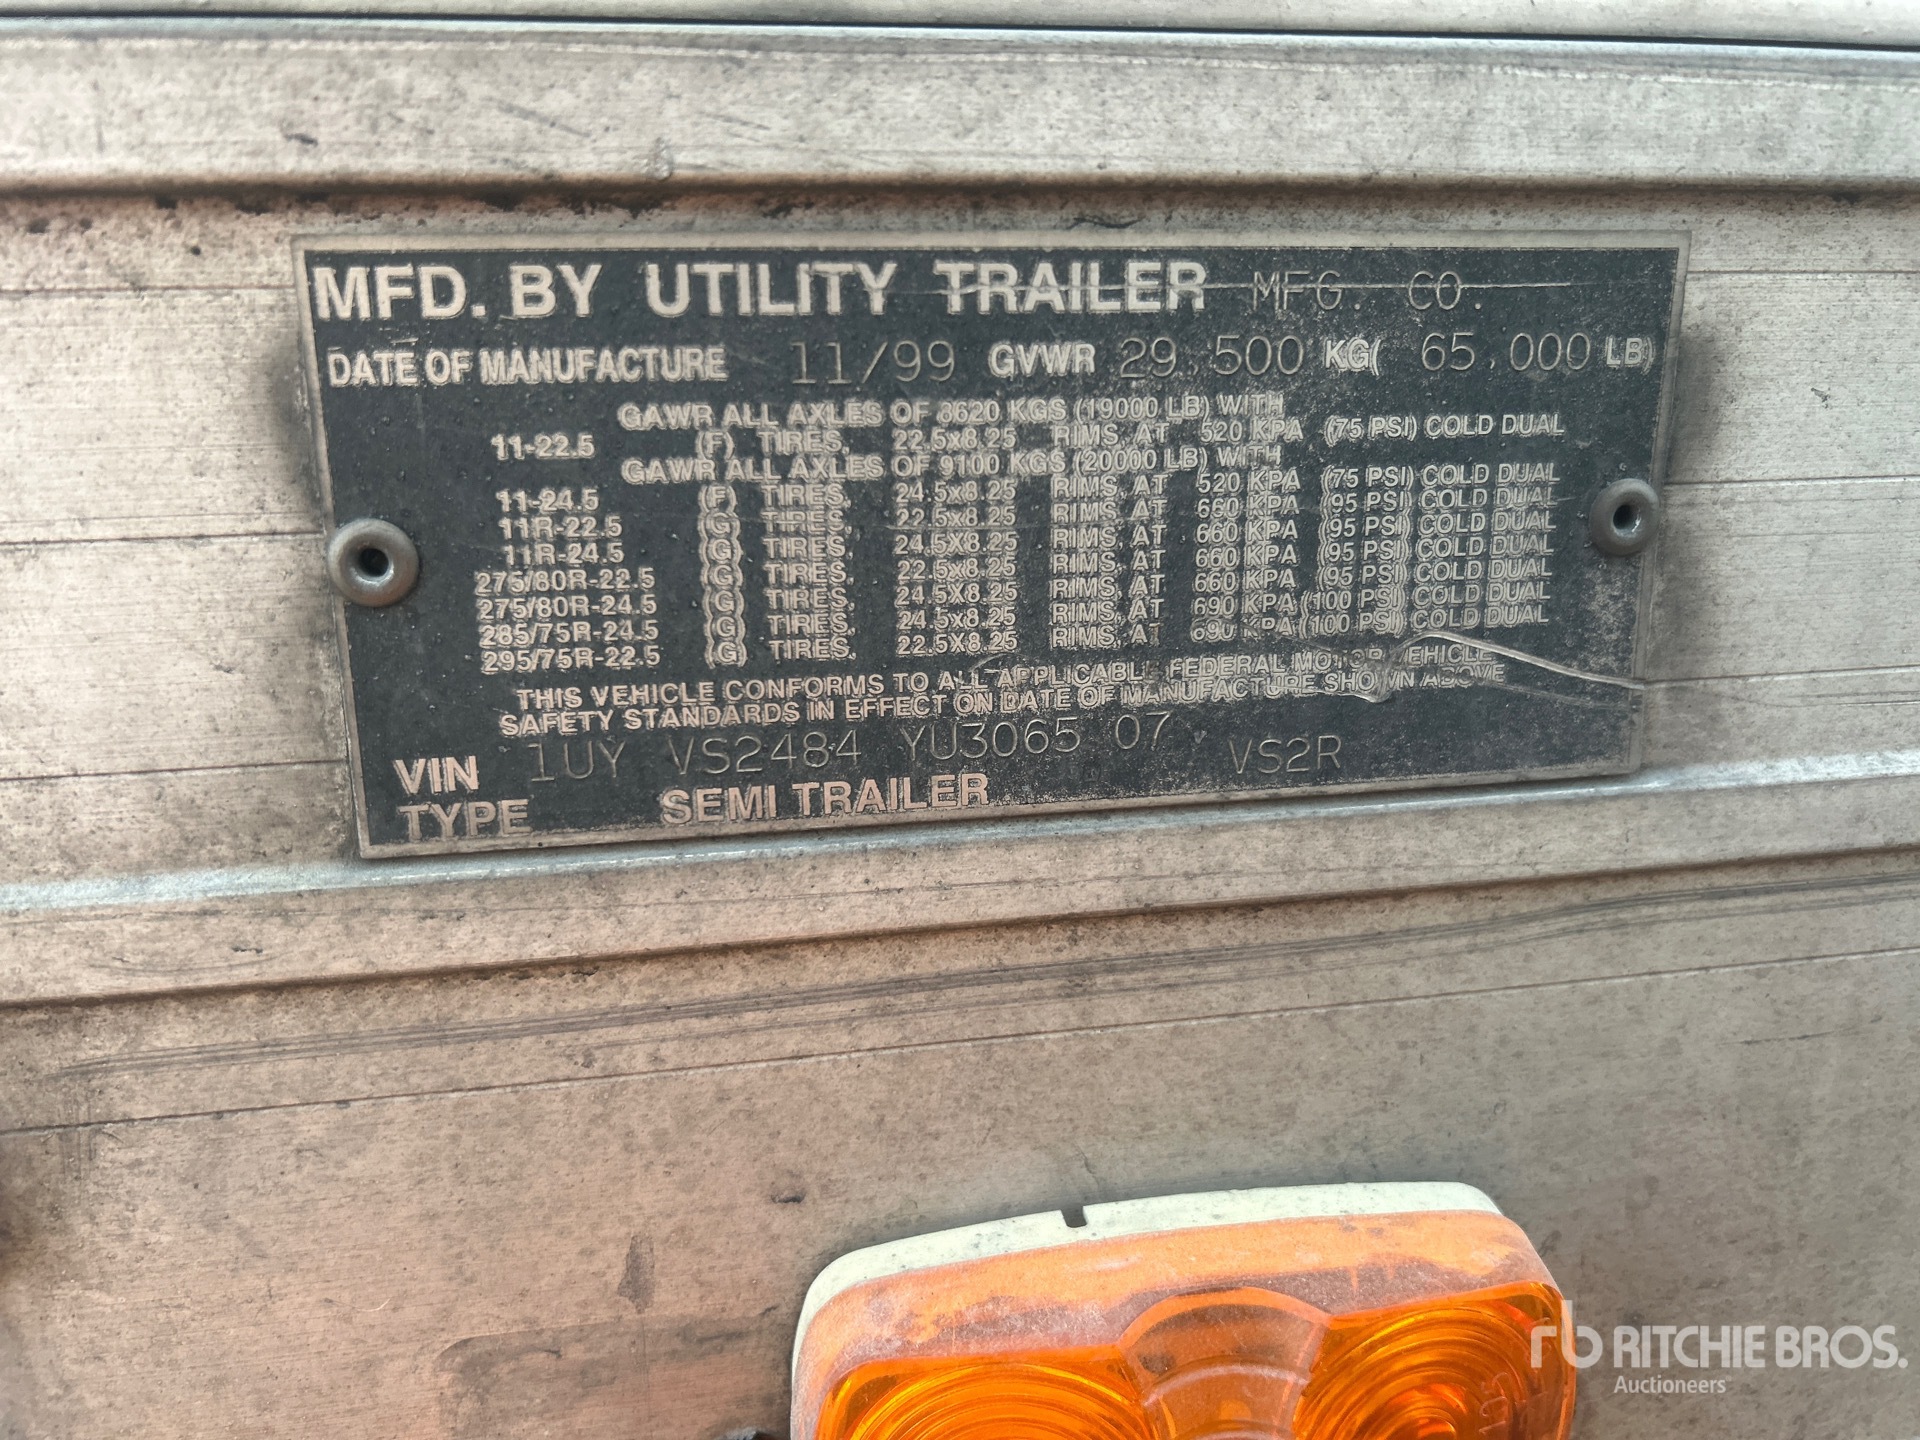 MFD. BY UTILITY TRAILER MFG. CO.
DATE OF MANUFACTURE 11/99 GVWR 29,500 KG( 65,000 LB)
GAWR ALL AXLES OF 8620 KGS (19000 LB) WITH
11-22.5 (F) TIRES, 22.5x8.25 RIMS, AT 520 KPA (75 PSI) COLD DUAL
GAWR ALL AXLES OF 9100 KGS (20000 LB) WITH
11-24.5 (F) TIRES, 24.5x8.25 RIMS, AT 520 KPA (75 PSI) COLD DUAL
11R-22.5 (G) TIRES, 22.5x8.25 RIMS, AT 660 KPA (95 PSI) COLD DUAL
11R-24.5 (G) TIRES, 24.5x8.25 RIMS, AT 660 KPA (95 PSI) COLD DUAL
275/80R-22.5 (G) TIRES, 22.5x8.25 RIMS, AT 660 KPA (95 PSI) COLD DUAL
275/80R-24.5 (G) TIRES, 24.5x8.25 RIMS, AT 660 KPA (95 PSI) COLD DUAL
285/75R-24.5 (G) TIRES, 24.5x8.25 RIMS, AT 690 KPA (100 PSI) COLD DUAL
295/75R-22.5 (G) TIRES, 22.5x8.25 RIMS, AT 690 KPA (100 PSI) COLD DUAL
THIS VEHICLE CONFORMS TO ALL APPLICABLE FEDERAL MOTOR VEHICLE
SAFETY STANDARDS IN EFFECT ON DATE OF MANUFACTURE SHOWN ABOVE
VIN 1UY VS2484 YU3065 07 VS2R
TYPE SEMI TRAILER
rb RITCHIE BROS.
Auctioneers